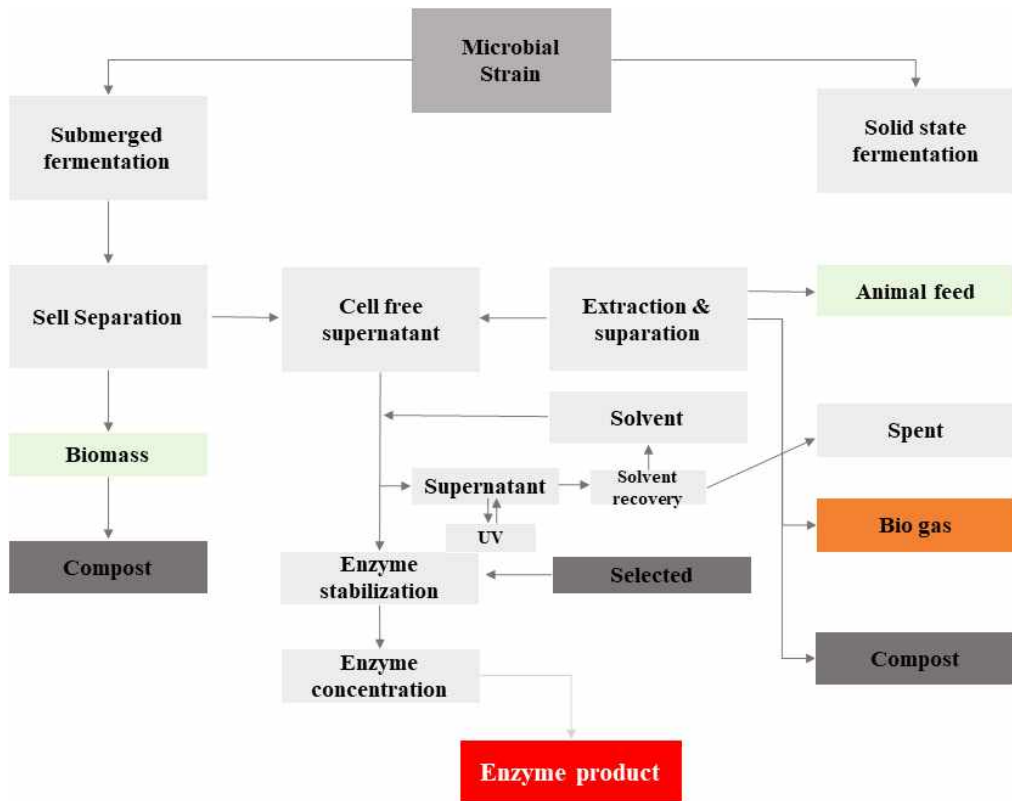 Microbial
Strain
Submerged
fermentation
Solid state
fermentation
Sell Separation
Cell free
supernatant
Extraction &
suparation
Animal feed
Solvent
Spent
Biomass
Supernatant
Solvent
recovery
UV
Bio gas
Compost
Enzyme
stabilization
Selected
Enzyme
concentration
Compost
Enzyme product